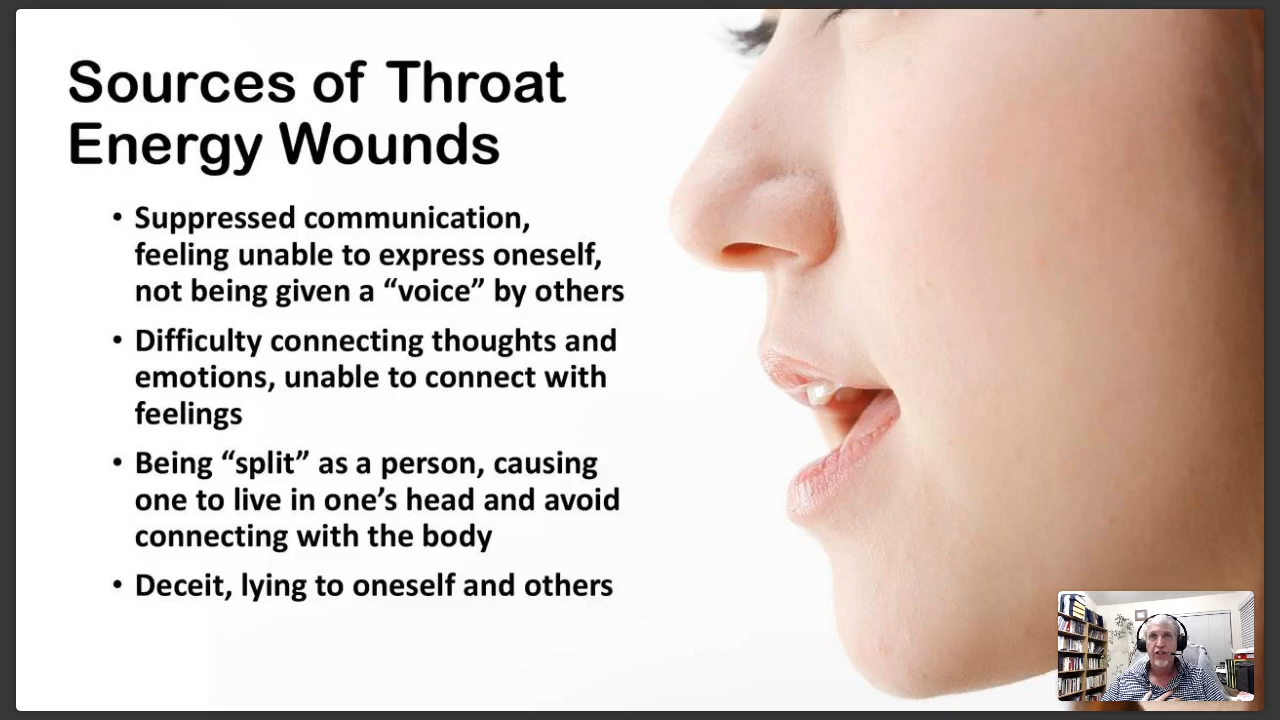 Sources of Throat
Energy Wounds
• Suppressed communication,
feeling unable to express oneself,
not being given a “voice” by others
• Difficulty connecting thoughts and
emotions, unable to connect with
feelings
• Being “split” as a person, causing
one to live in one’s head and avoid
connecting with the body
• Deceit, lying to oneself and others